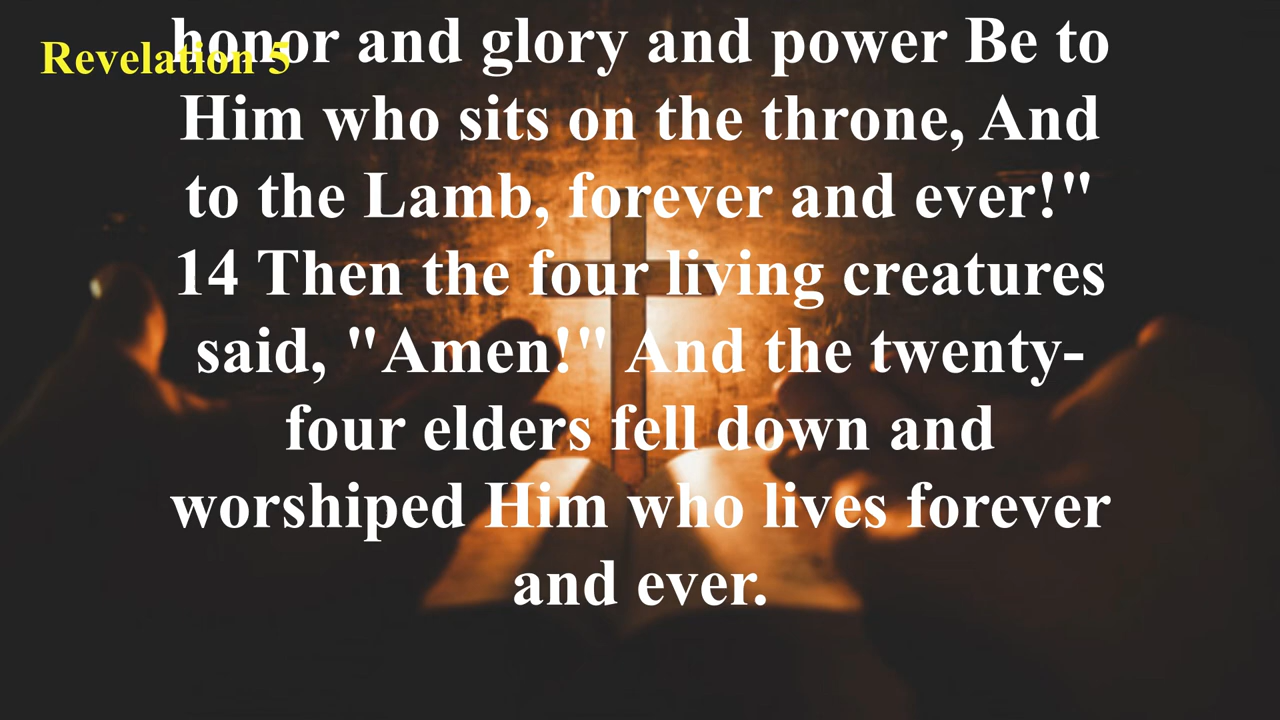 Revelation 5
honor and glory and power Be to
Him who sits on the throne, And
to the Lamb, forever and ever!"
14 Then the four living creatures
said, "Amen!" And the twenty-
four elders fell down and
worshiped Him who lives forever
and ever.